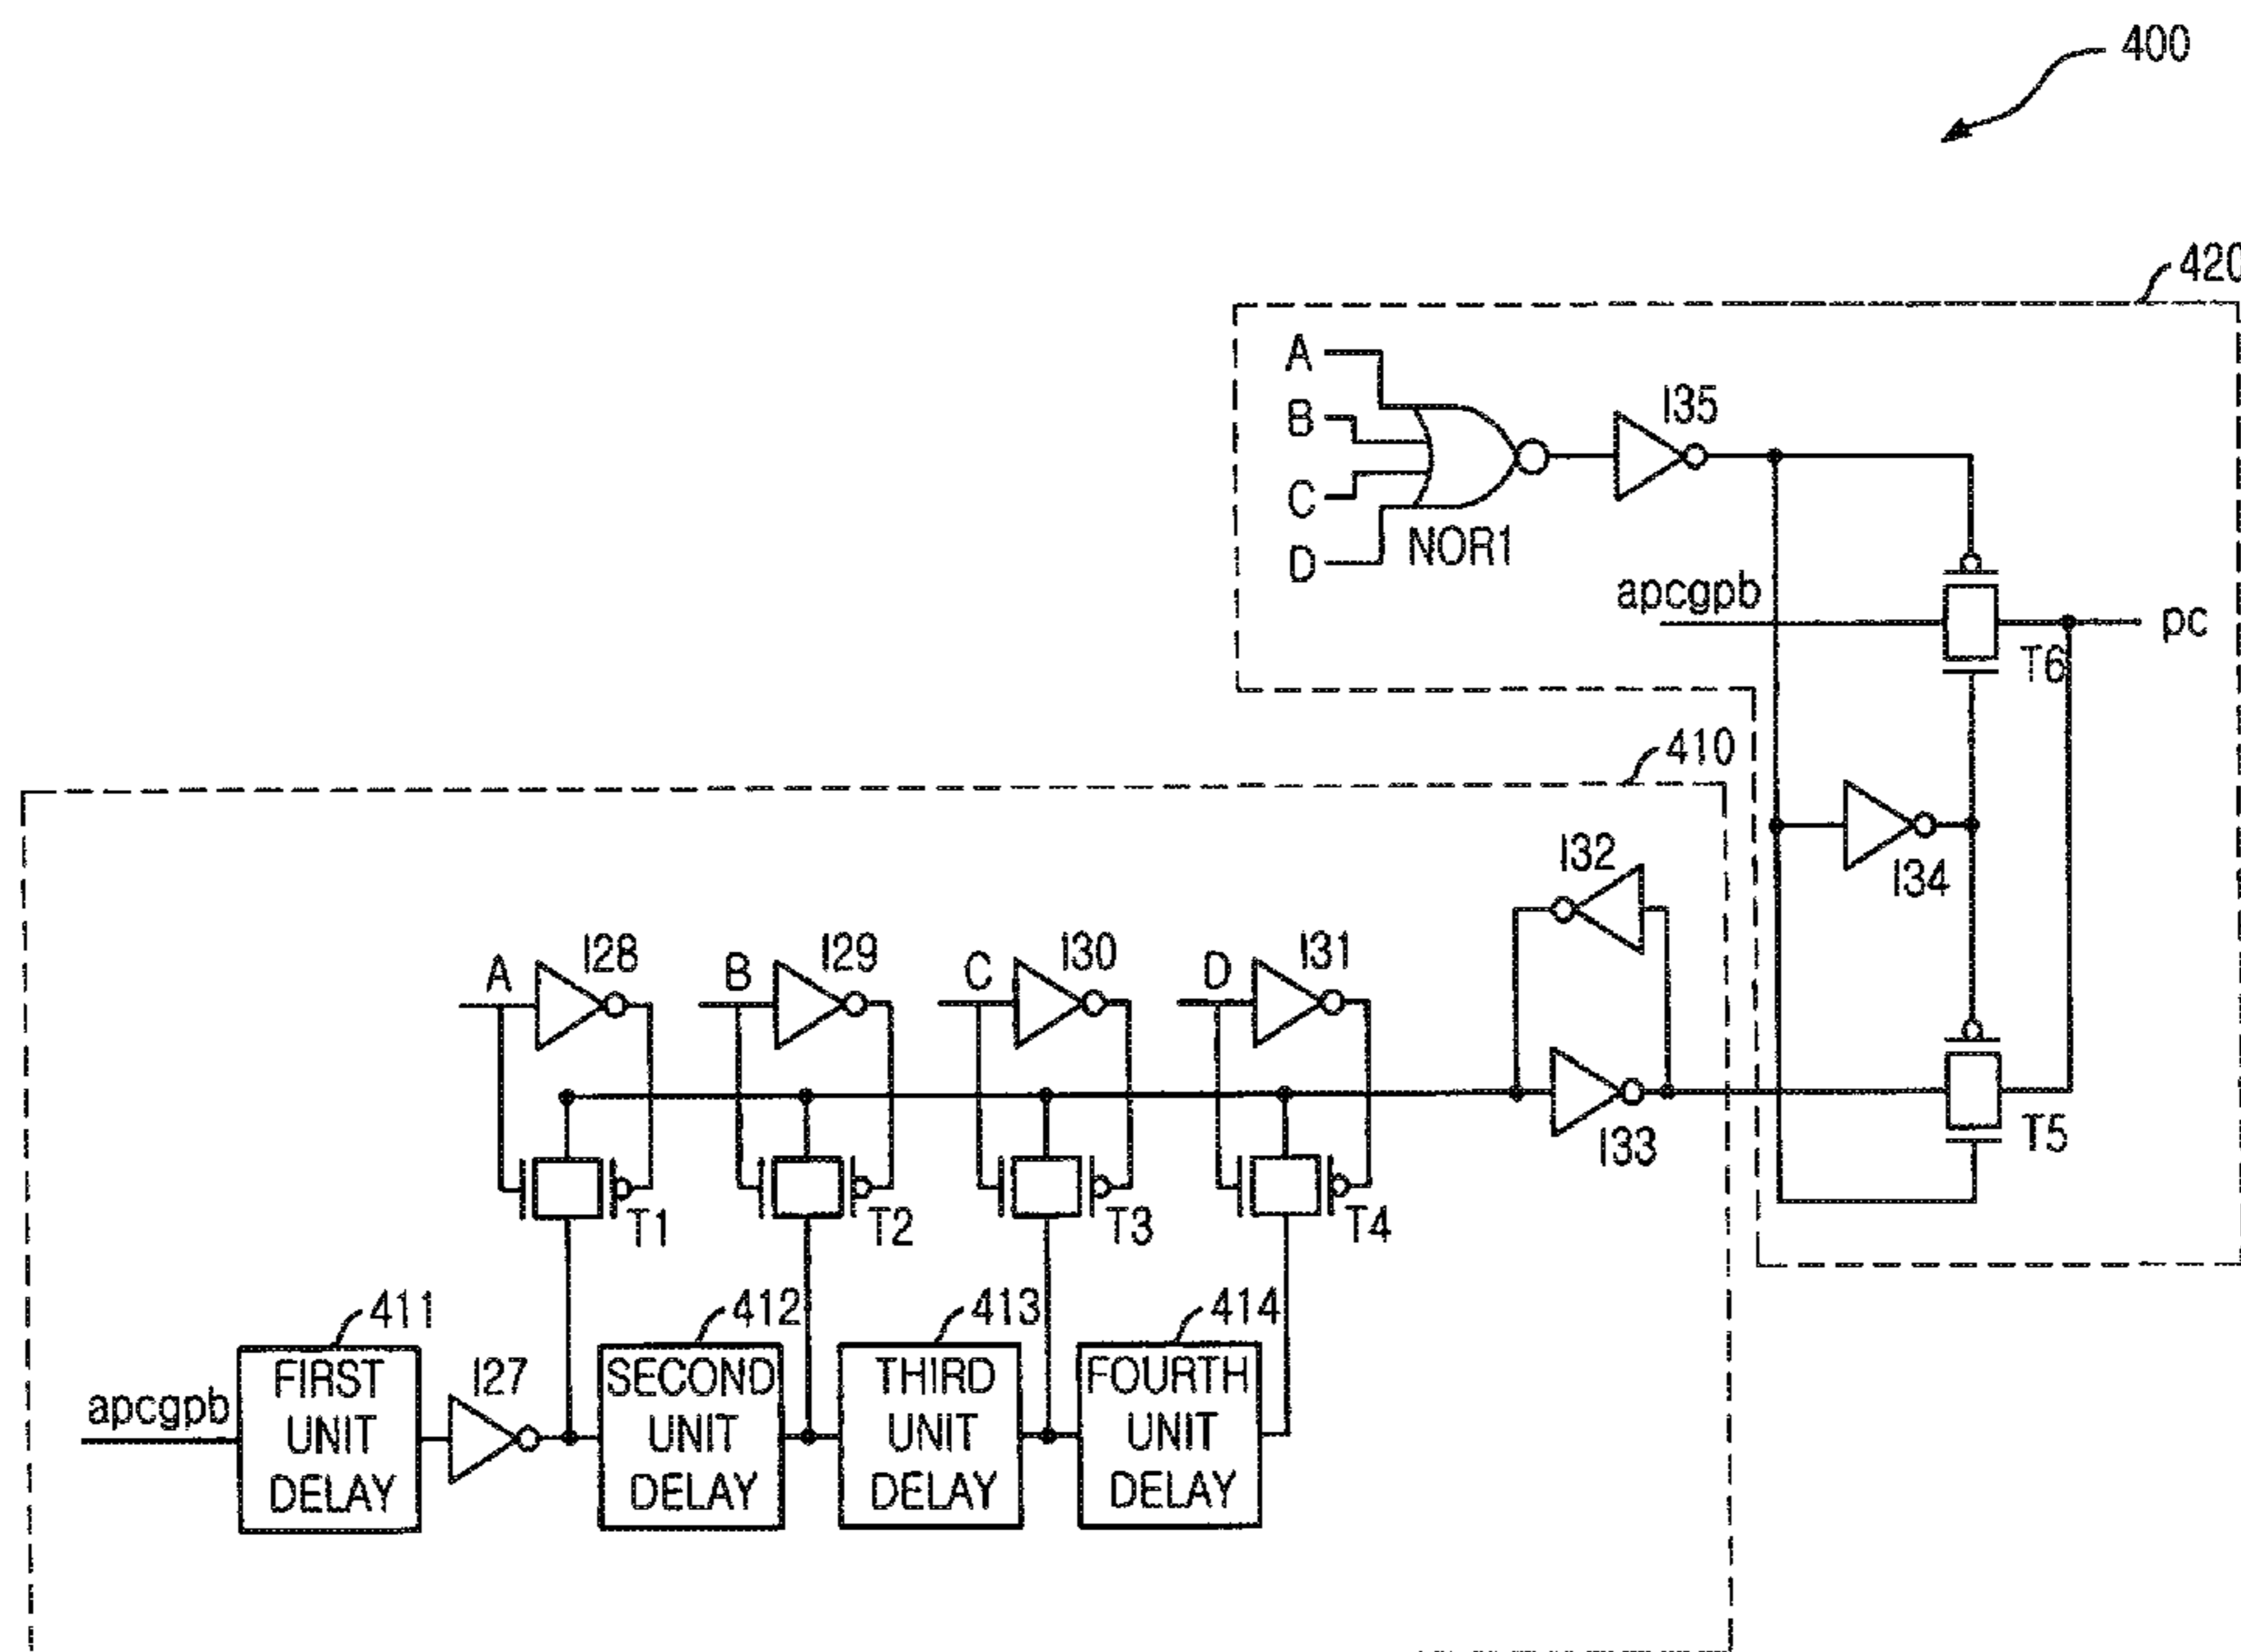 400
420
A
B
C
D
NOR1
I35
apcgpb
T6
pc
410
I34
I32
A
I28
B
I29
C
I30
D
I31
I33
T5
T1
T2
T3
T4
411
412
413
414
apcgpb
FIRST
UNIT
DELAY
I27
SECOND
UNIT
DELAY
THIRD
UNIT
DELAY
FOURTH
UNIT
DELAY